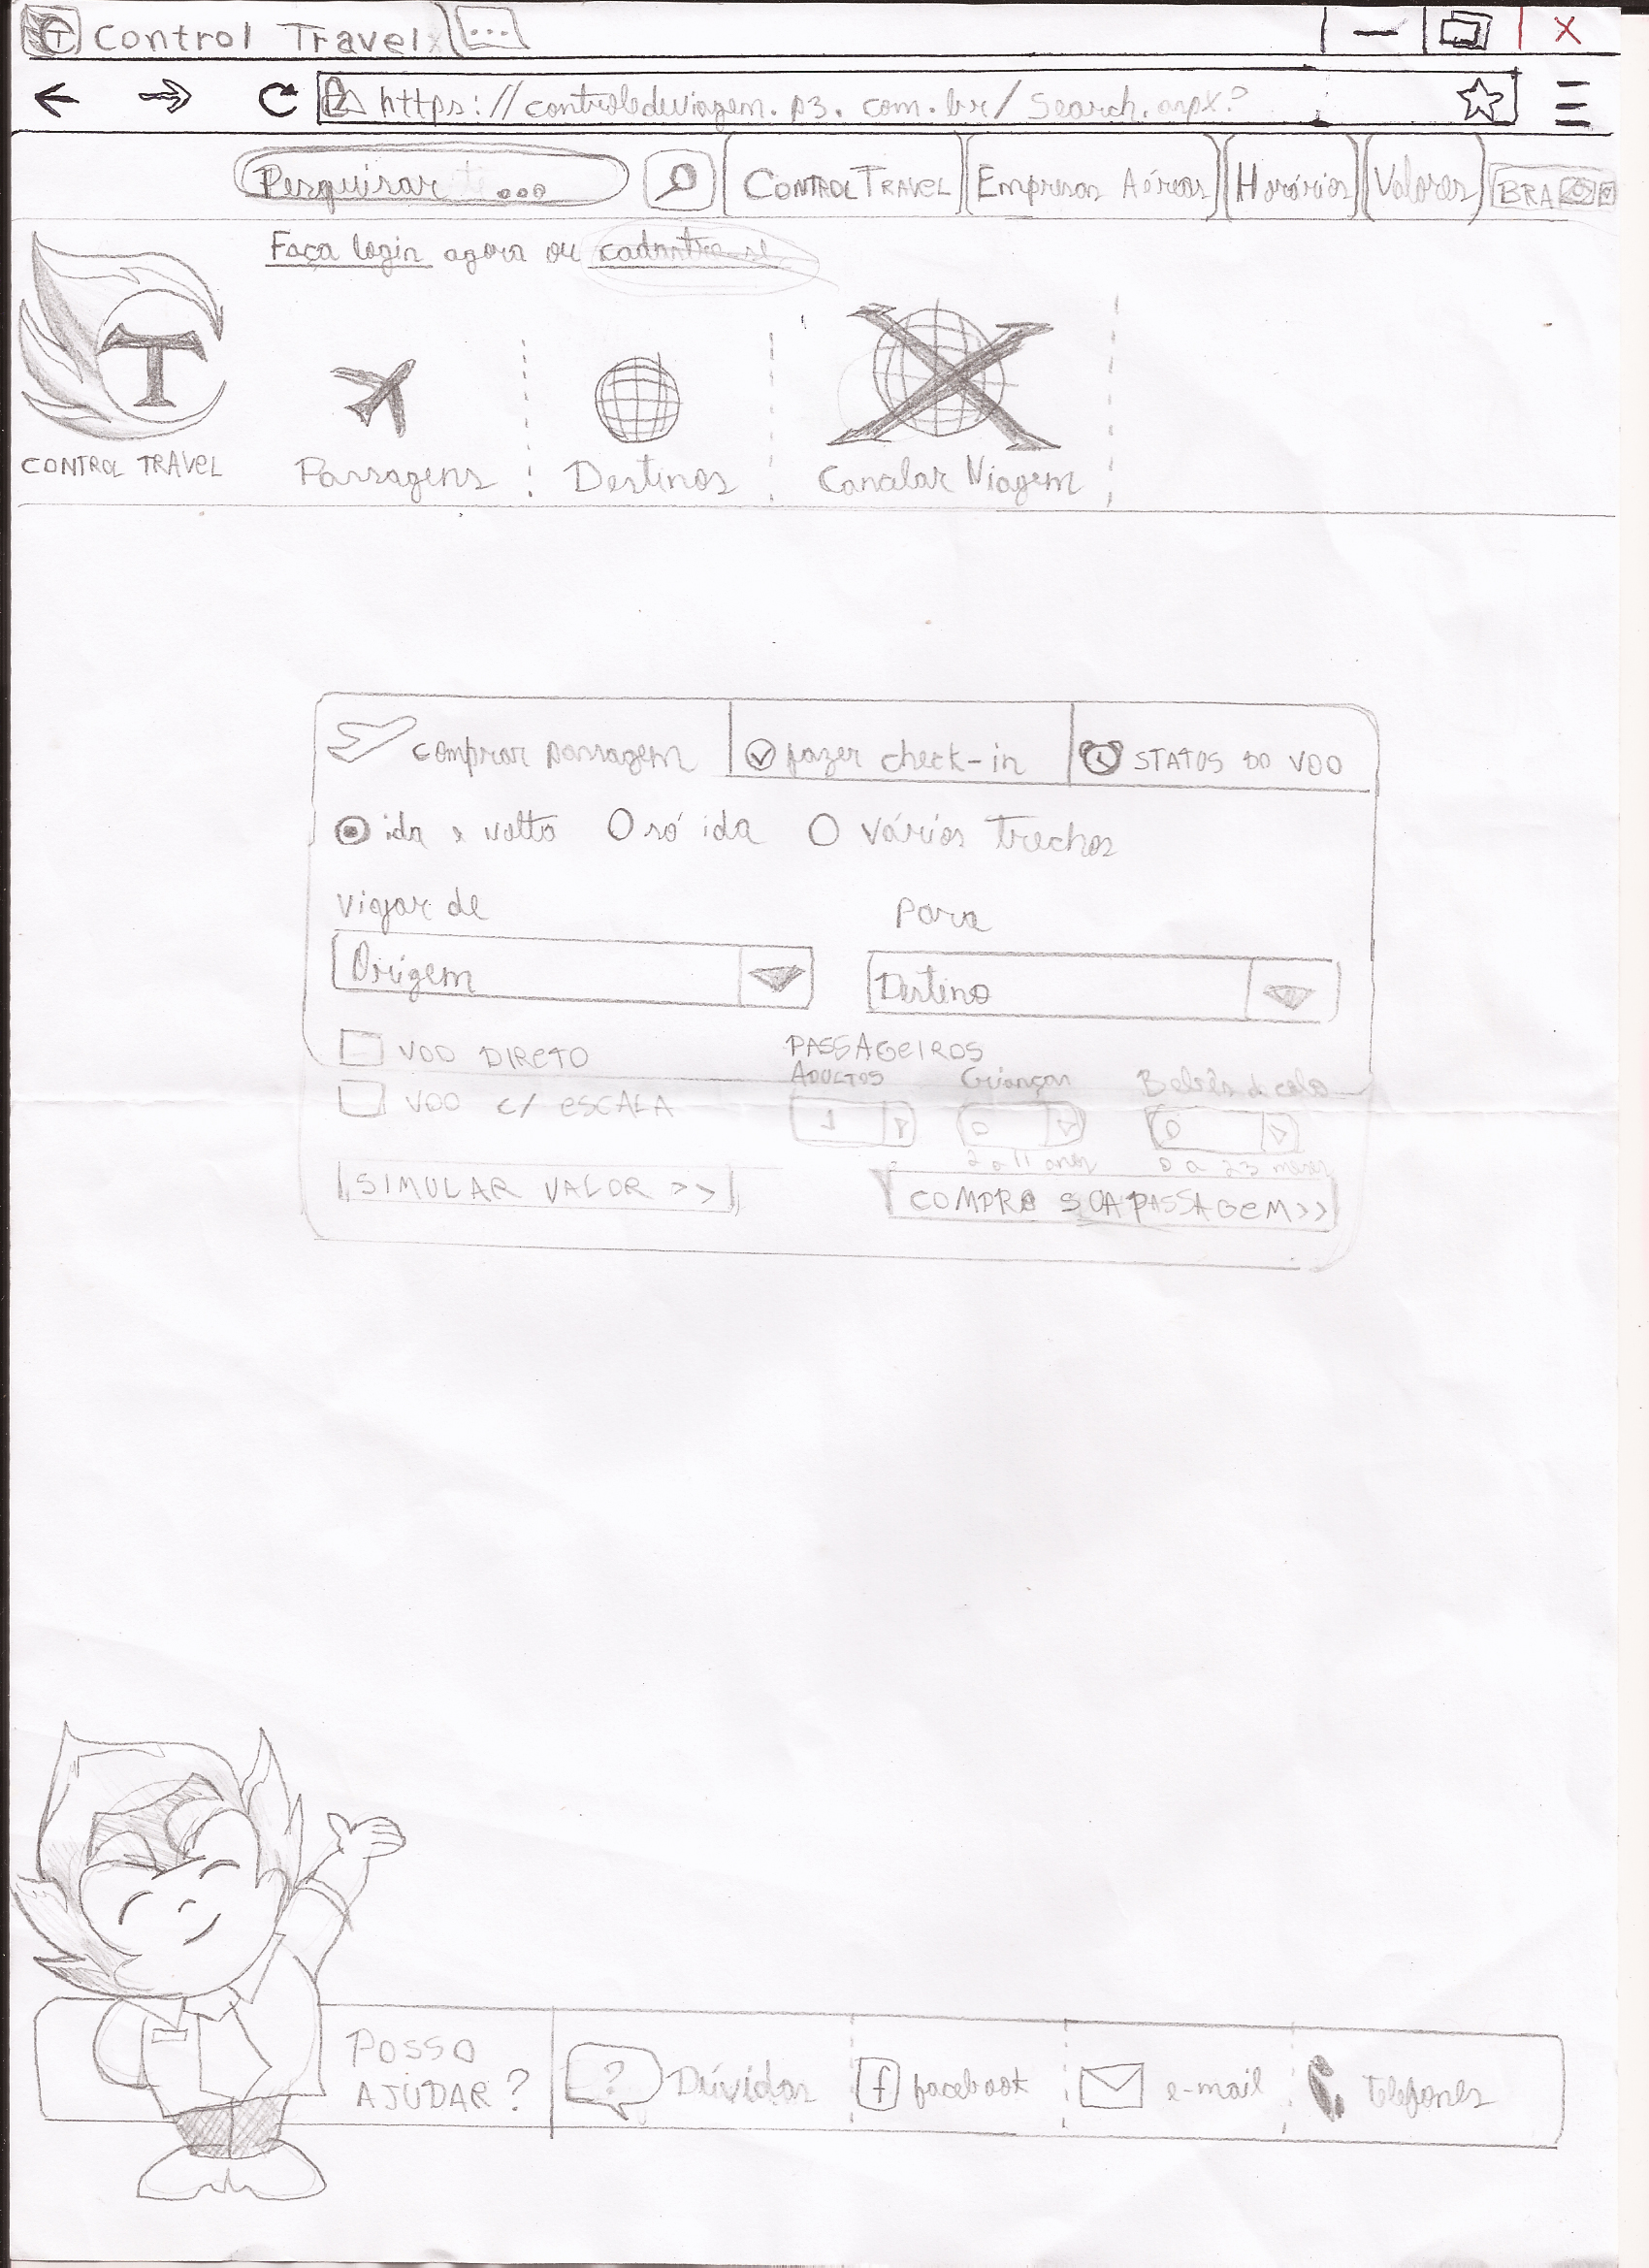 Control Travel x ...
https://controledeviagem.p3.com.br/Search.aspx?
Pesquisar ...
CONTROL TRAVEL Empresas Aéreas Horários Valores BRA
Faça login agora ou cadastre-se
T
CONTROL TRAVEL Passagens Destinos Cancelar Viagem
comprar passagem fazer check-in STATOS DO VOO
ida e volta só ida vários Trechos
viajar de Para
Origem Destino
VOO DIRETO PASSAGEIROS
ADULTOS Crianças Bebês de colo
VOO C/ ESCALA 1 0 0
2 a 11 anos 0 a 23 meses
SIMULAR VALOR >> COMPRE SUA PASSAGEM>>
POSSO
AJUDAR? ? Dúvidas f facebook e-mail Telefones